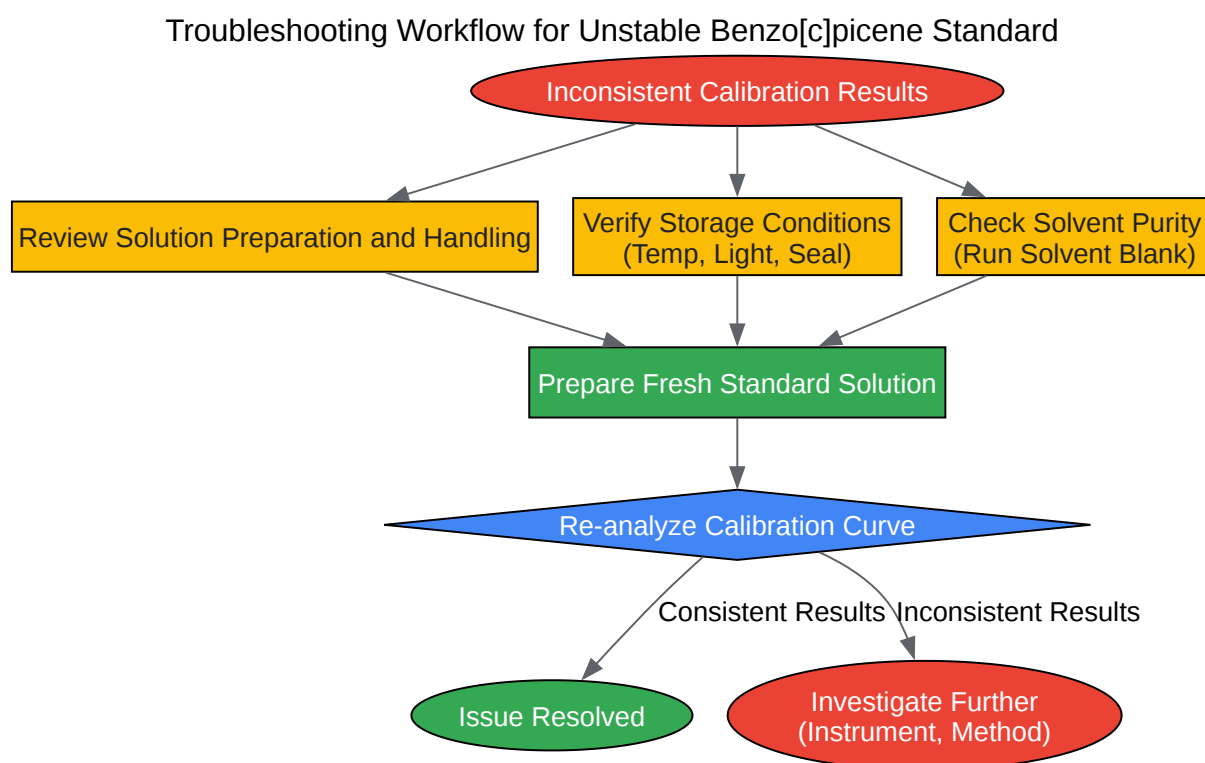 Troubleshooting Workflow for Unstable Benzo[c]picene Standard
Inconsistent Calibration Results
Review Solution Preparation and Handling
Verify Storage Conditions
(Temp, Light, Seal)
Check Solvent Purity
(Run Solvent Blank)
Prepare Fresh Standard Solution
Re-analyze Calibration Curve
Consistent Results
Inconsistent Results
Issue Resolved
Investigate Further
(Instrument, Method)